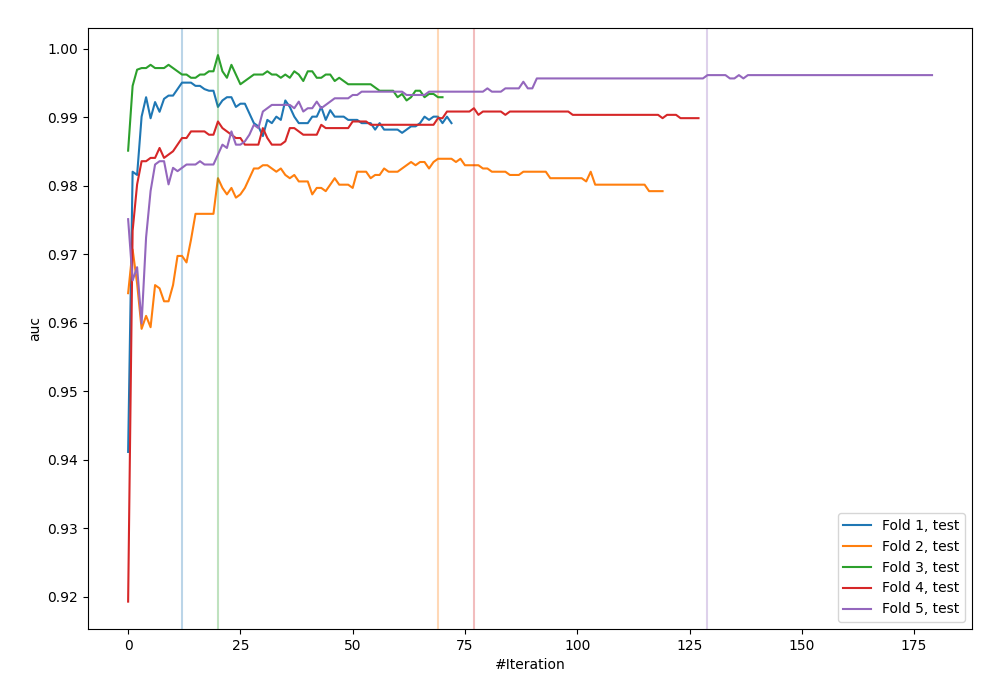 1.00
0.99
0.98
0.97
0.96
0.95
0.94
0.93
0.92
auc
0
25
50
75
100
125
150
175
#Iteration
Fold 1, test
Fold 2, test
Fold 3, test
Fold 4, test
Fold 5, test